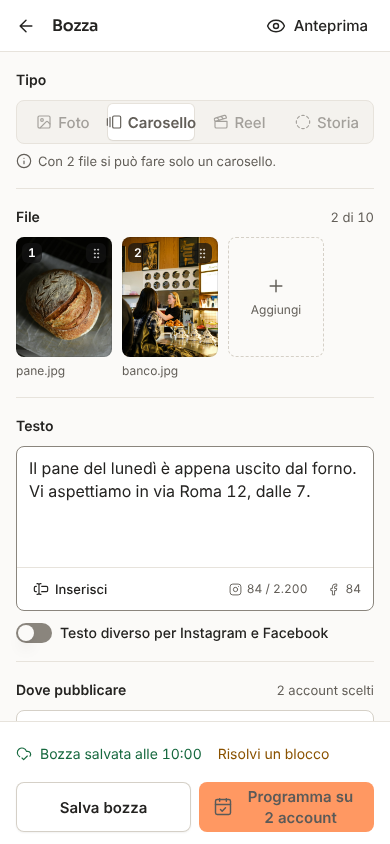 Bozza
Anteprima
Tipo
Foto
Carosello
Reel
Storia
Con 2 file si può fare solo un carosello.
File
2 di 10
1
2
Aggiungi
pane.jpg
banco.jpg
Testo
Il pane del lunedì è appena uscito dal forno.
Vi aspettiamo in via Roma 12, dalle 7.
Inserisci
84 / 2.200
84
Testo diverso per Instagram e Facebook
Dove pubblicare
2 account scelti
Bozza salvata alle 10:00
Risolvi un blocco
Salva bozza
Programma su
2 account